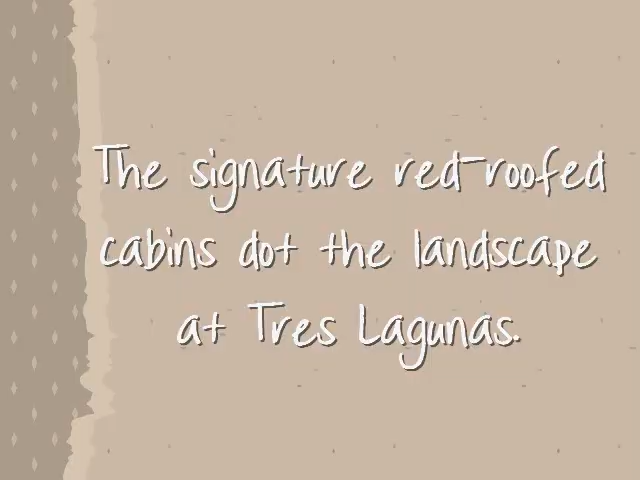 The signature red-roofed
cabins dot the landscape
at Tres Lagunas.